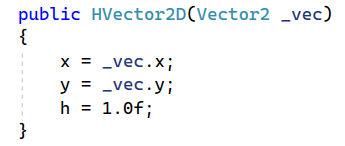 public HVector2D(Vector2 _vec)
{
x = _vec.x;
y = _vec.y;
h = 1.0f;
}